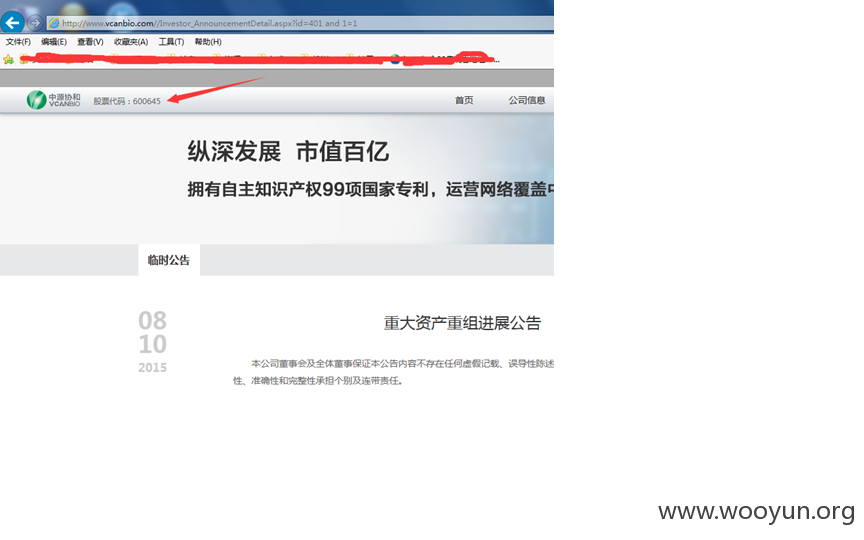 http://www.vcanbio.com//Investor_AnnouncementDetail.aspx?id=401 and 1=1
文件(F) 编辑(E) 查看(V) 收藏夹(A) 工具(T) 帮助(H)
中源协和
VCANBIO
股票代码：600645
首页 公司信息
纵深发展 市值百亿
拥有自主知识产权99项国家专利，运营网络覆盖
临时公告
08
10
2015
重大资产重组进展公告
本公司董事会及全体董事保证本公告内容不存在任何虚假记载、误导性陈述
性、准确性和完整性承担个别及连带责任。
www.wooyun.org